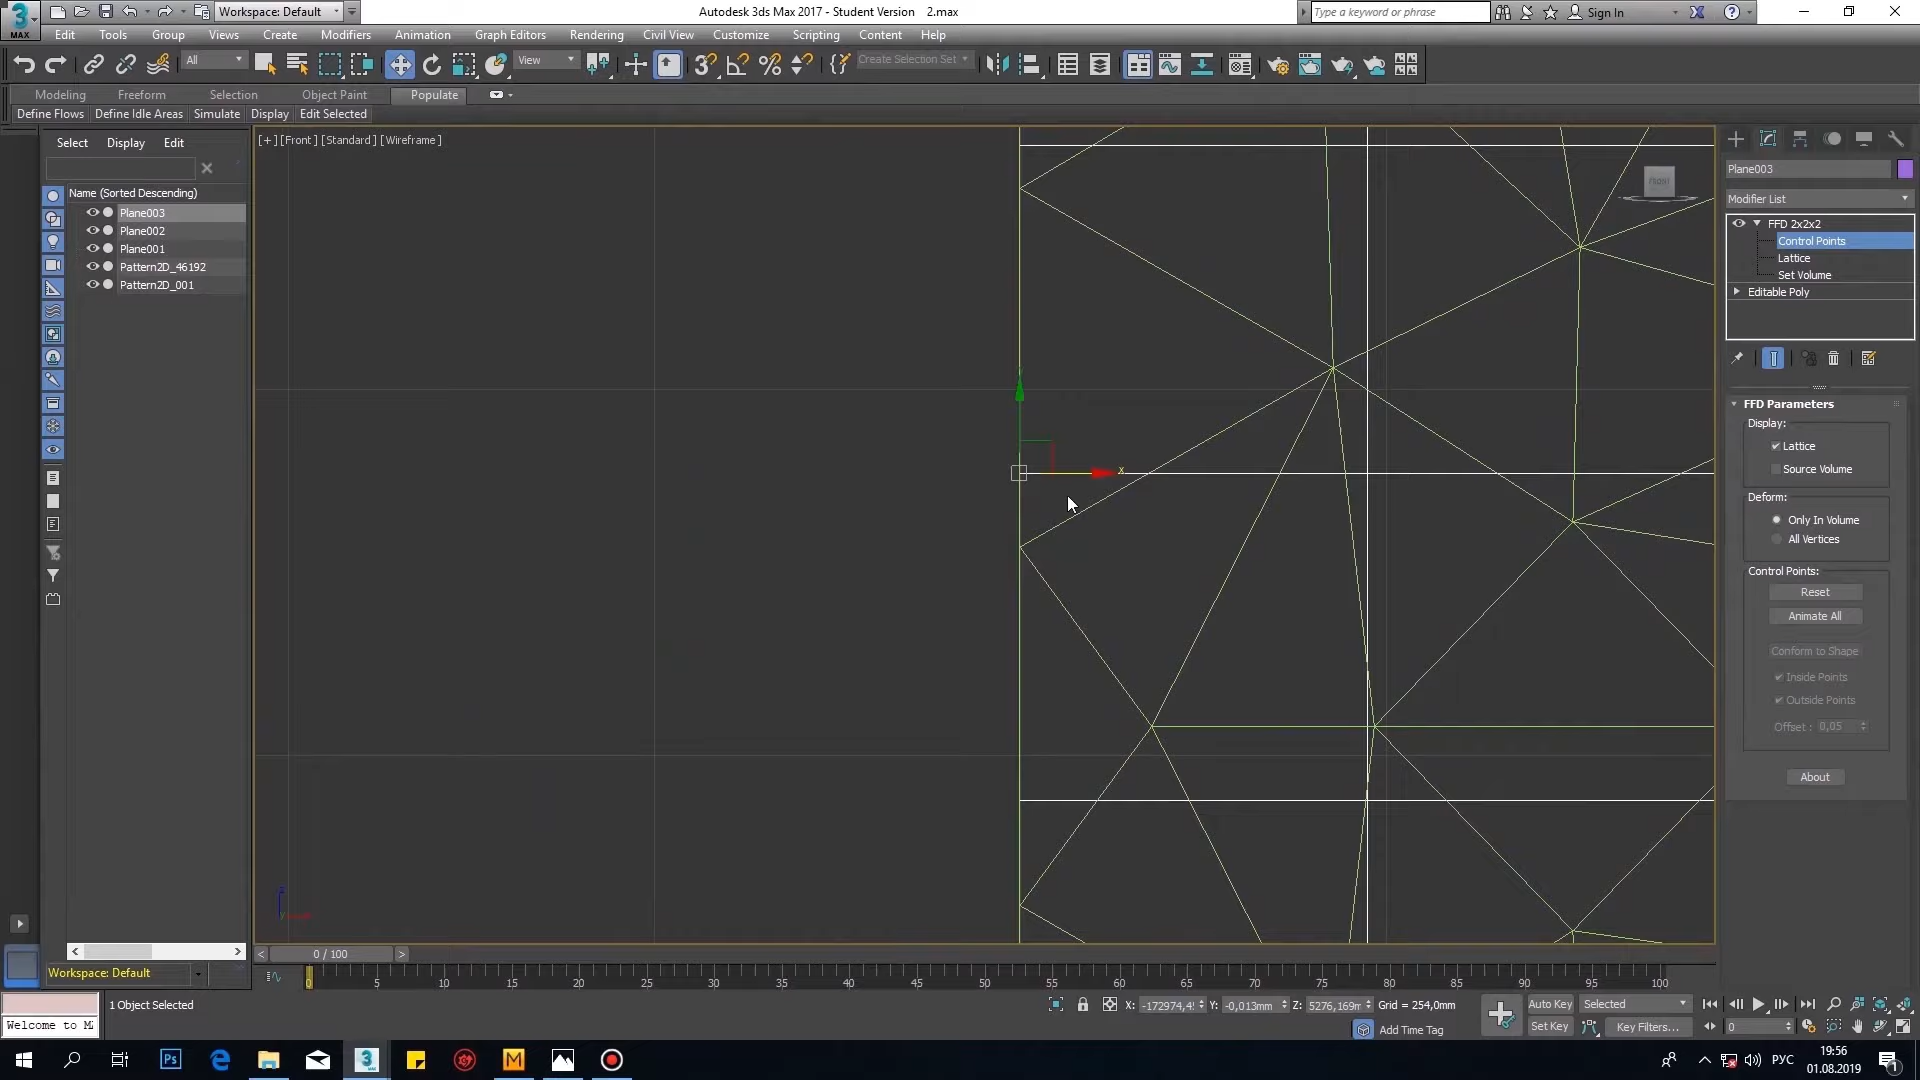 3 Workspace: Default Autodesk 3ds Max 2017 - Student Version 2.max Type a keyword or phrase Sign In
MAX
Edit Tools Group Views Create Modifiers Animation Graph Editors Rendering Civil View Customize Scripting Content Help
All View Create Selection Set
Modeling Freeform Selection Object Paint Populate
Define Flows Define Idle Areas Simulate Display Edit Selected
Select Display Edit
[+] [Front] [Standard] [Wireframe]
Name (Sorted Descending)
Plane003
Plane002
Plane001
Pattern2D_46192
Pattern2D_001
x
FRONT
Plane003
Modifier List
FFD 2x2x2
Control Points
Lattice
Set Volume
Editable Poly
FFD Parameters
Display:
Lattice
Source Volume
Deform:
Only In Volume
All Vertices
Control Points:
Reset
Animate All
Conform to Shape
Inside Points
Outside Points
Offset : 0,05
About
z
y
< 0 / 100 >
Workspace: Default
0 5 10 15 20 25 30 35 40 45 50 55 60 65 70 75 80 85 90 95 100
1 Object Selected
Welcome to M
X: Y: -0,013mm Z: Grid = 254,0mm
Add Time Tag
Auto Key Selected
Set Key Key Filters... 0
Ps 3 M РУС
19:56
01.08.2019
1